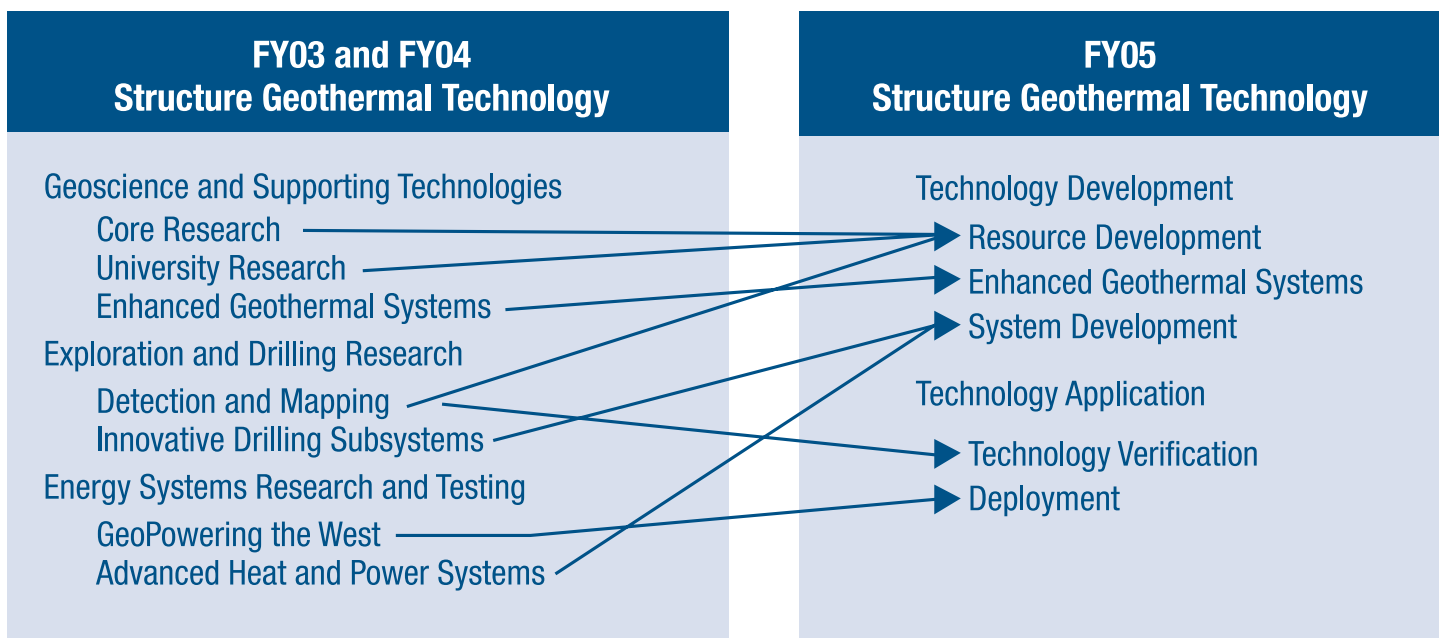 FY03 and FY04
Structure Geothermal Technology
Geoscience and Supporting Technologies
Core Research
University Research
Enhanced Geothermal Systems
Exploration and Drilling Research
Detection and Mapping
Innovative Drilling Subsystems
Energy Systems Research and Testing
GeoPowering the West
Advanced Heat and Power Systems
FY05
Structure Geothermal Technology
Technology Development
Resource Development
Enhanced Geothermal Systems
System Development
Technology Application
Technology Verification
Deployment